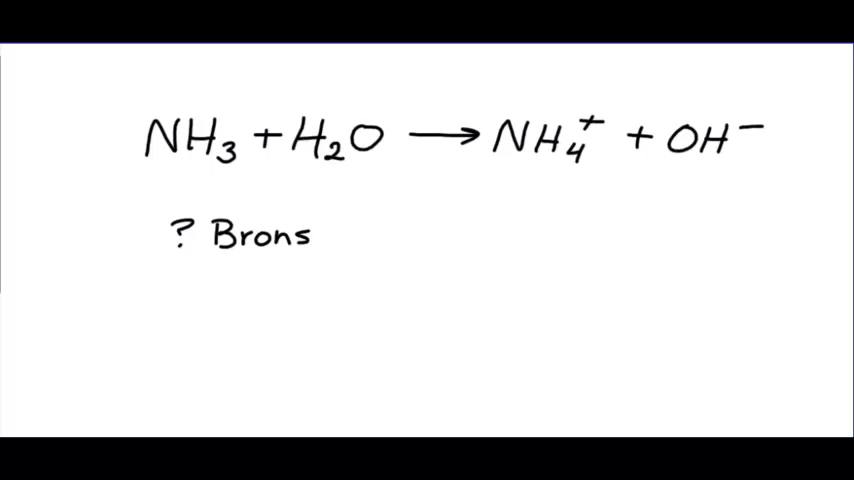 NH₃ + H₂O → NH₄⁺ + OH⁻
? Brons